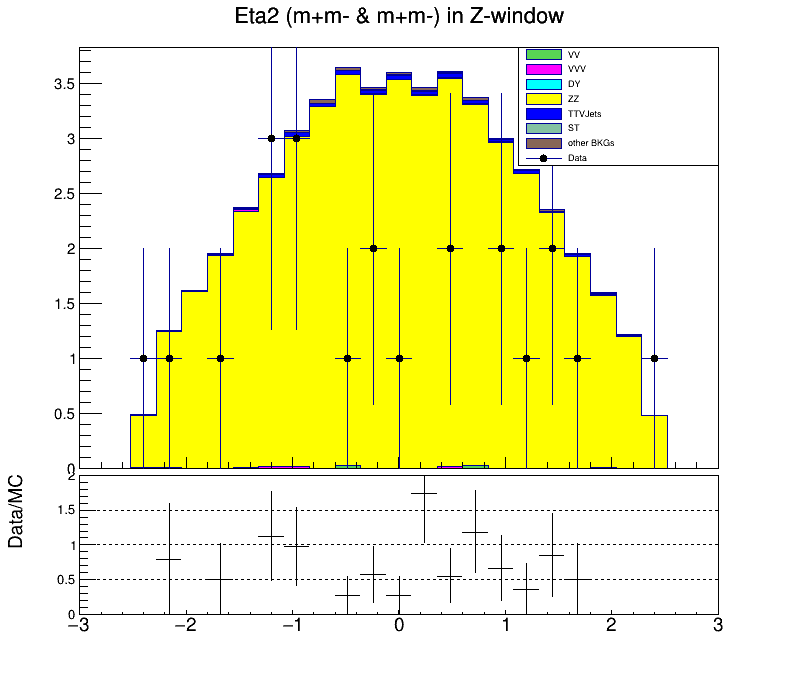 Eta2 (m+m- & m+m-) in Z-window
3.5
3
2.5
2
1.5
1
0.5
0
VV
VVV
DY
ZZ
TTVJets
ST
other BKGs
Data
Data/MC
2
1.5
1
0.5
0
−3 −2 −1 0 1 2 3